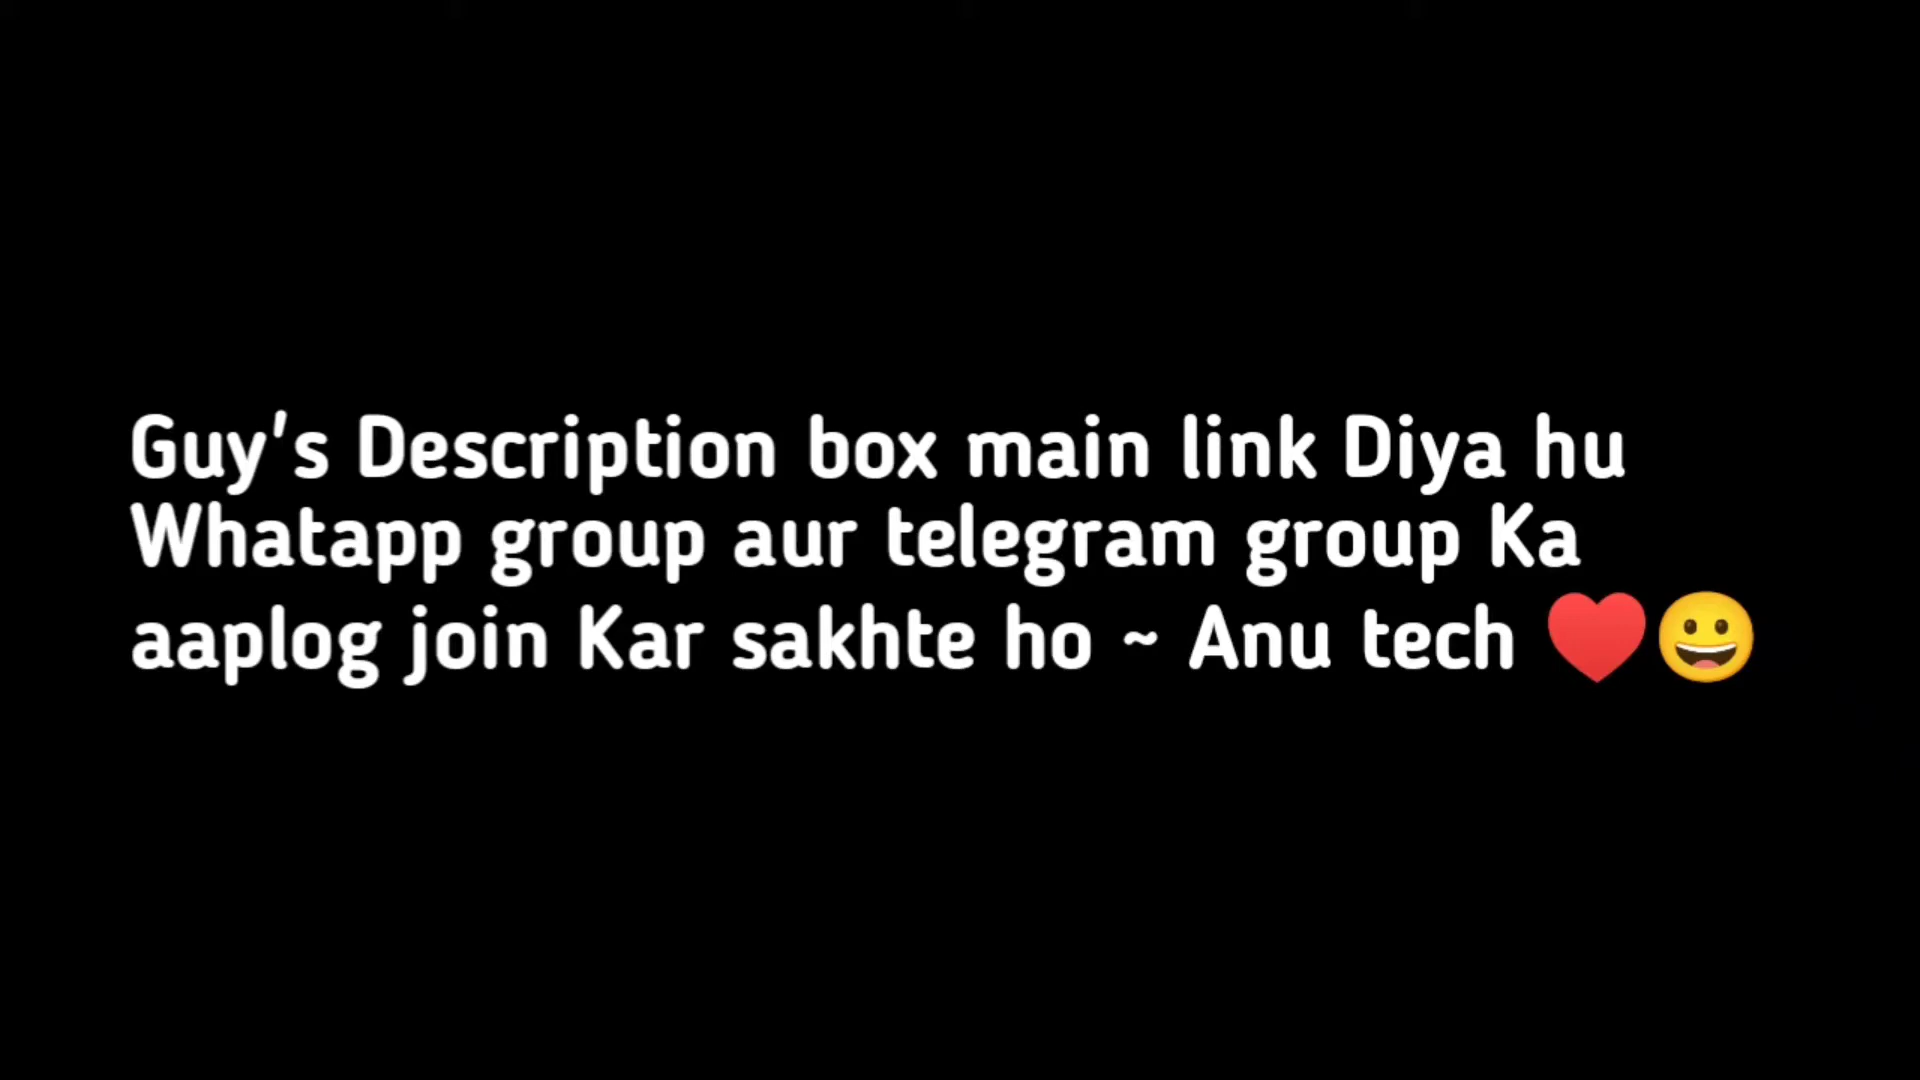 Guy's Description box main link Diya hu
Whatapp group aur telegram group Ka
aaplog join Kar sakhte ho ~ Anu tech ❤️😀